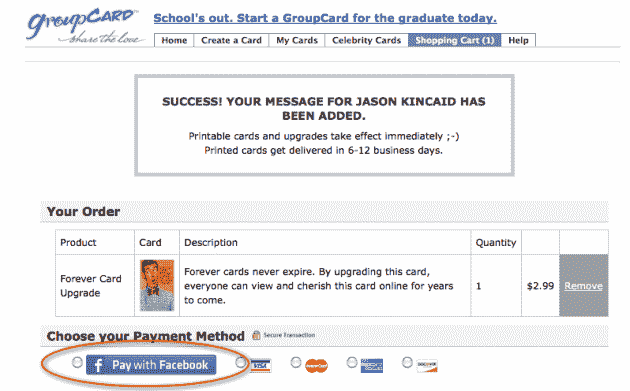 GROUPCARD
share the love
School's out. Start a GroupCard for the graduate today.
Home Create a Card My Cards Celebrity Cards Shopping Cart (1) Help
SUCCESS! YOUR MESSAGE FOR JASON KINCAID HAS
BEEN ADDED.
Printable cards and upgrades take effect immediately ;-)
Printed cards get delivered in 6-12 business days.
Your Order
Product Card Description Quantity
Forever Card
Upgrade
Forever cards never expire. By upgrading this card,
everyone can view and cherish this card online for years
to come.
1 $2.99 Remove
Choose your Payment Method Secure Transaction
f Pay with Facebook VISA MasterCard DISCOVER